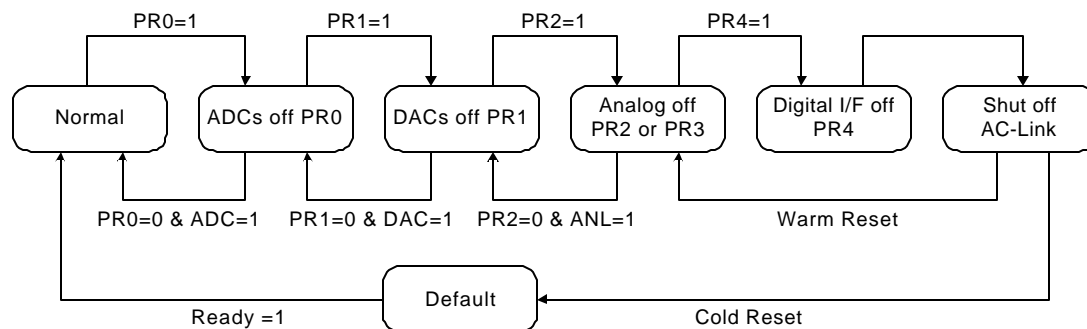 PR0=1
PR1=1
PR2=1
PR4=1
Normal
ADCs off PR0
DACs off PR1
Analog off
PR2 or PR3
Digital I/F off
PR4
Shut off
AC-Link
PR0=0 & ADC=1
PR1=0 & DAC=1
PR2=0 & ANL=1
Warm Reset
Default
Ready =1
Cold Reset